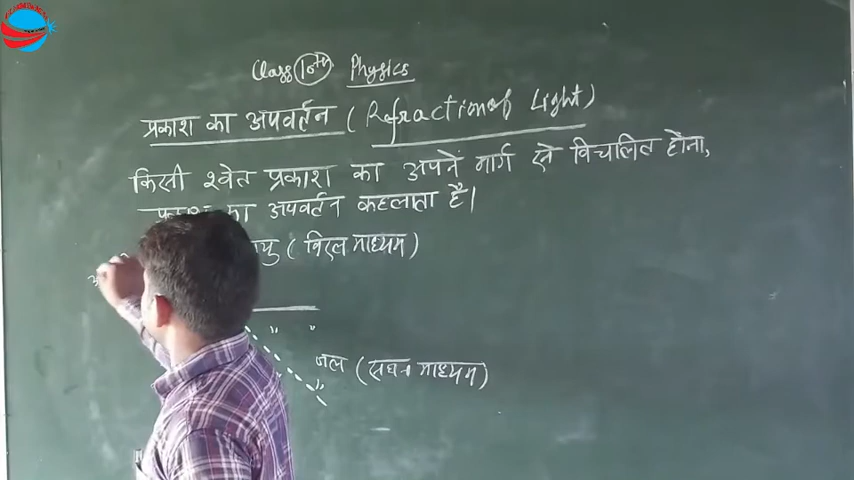 Class 10th Physics
प्रकाश का अपवर्तन ( Refraction of Light )
किसी श्वेत प्रकाश का अपने मार्ग से विचलित होना,
का अपवर्तन कहलाता है।
( विरल माध्यम )
जल ( सघन माध्यम )